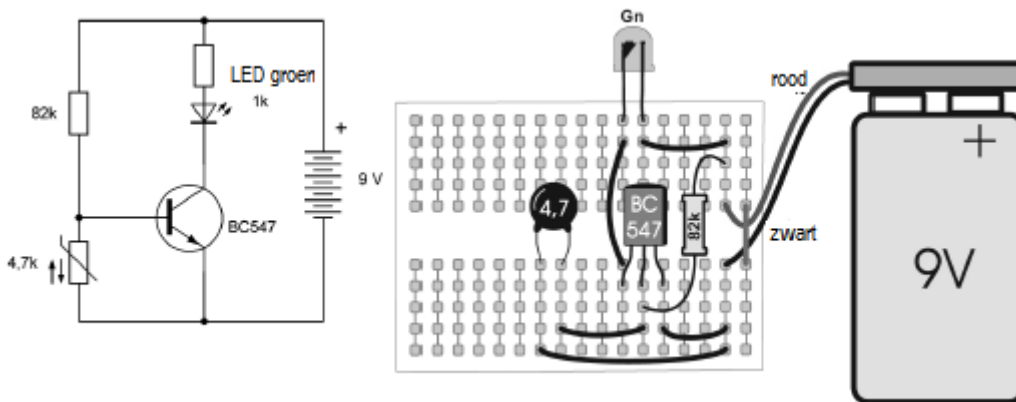 LED groen
1k
82k
+
9 V
BC547
4,7k
Gn
rood
4,7
BC
547
82k
zwart
+
9V